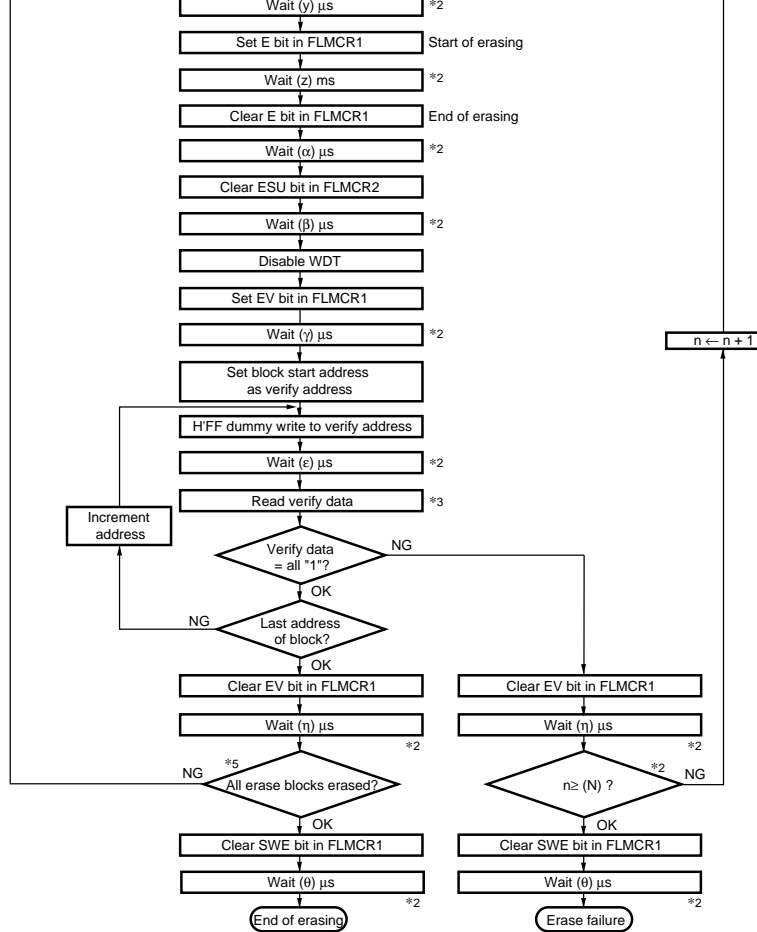 Wait (y) μs *2
Set E bit in FLMCR1 Start of erasing
Wait (z) ms *2
Clear E bit in FLMCR1 End of erasing
Wait (α) μs *2
Clear ESU bit in FLMCR2
Wait (β) μs *2
Disable WDT
Set EV bit in FLMCR1
Wait (γ) μs *2
n ← n + 1
Set block start address
as verify address
H'FF dummy write to verify address
Wait (ε) μs *2
Read verify data *3
Increment
address
Verify data
= all "1"?
NG
OK
NG
Last address
of block?
OK
Clear EV bit in FLMCR1
Wait (η) μs
*2
NG
*5
All erase blocks erased?
OK
Clear SWE bit in FLMCR1
Wait (θ) μs
*2
End of erasing
Clear EV bit in FLMCR1
Wait (η) μs
*2
*2
n≥ (N) ?
NG
OK
Clear SWE bit in FLMCR1
Wait (θ) μs
*2
Erase failure